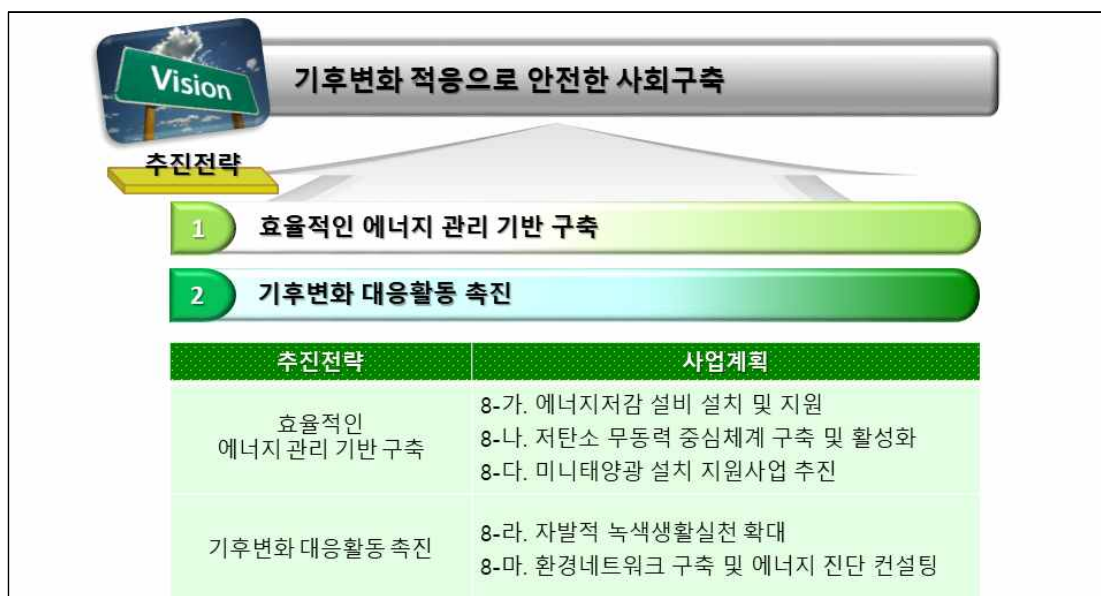 Vision
기후변화 적응으로 안전한 사회구축
추진전략
1 효율적인 에너지 관리 기반 구축
2 기후변화 대응활동 촉진
추진전략 사업계획
효율적인
에너지 관리 기반 구축
8-가. 에너지저감 설비 설치 및 지원
8-나. 저탄소 무동력 중심체계 구축 및 활성화
8-다. 미니태양광 설치 지원사업 추진
기후변화 대응활동 촉진
8-라. 자발적 녹색생활실천 확대
8-마. 환경네트워크 구축 및 에너지 진단 컨설팅